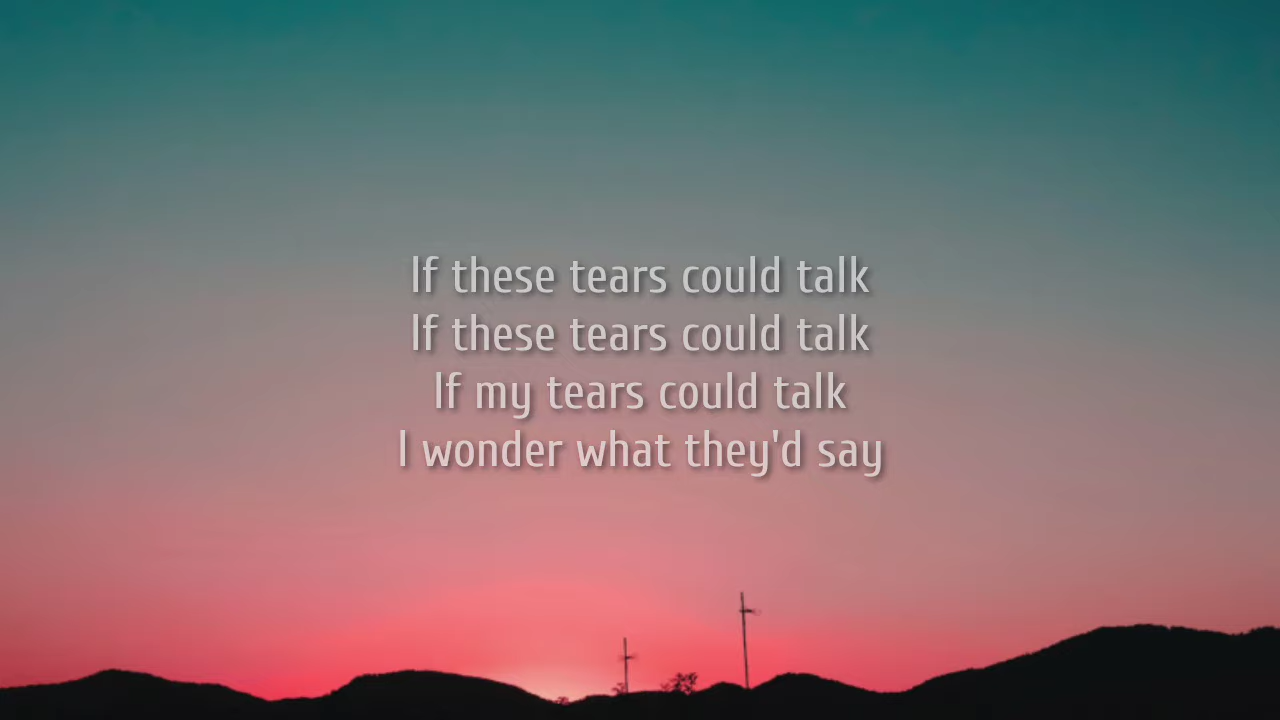 If these tears could talk
If these tears could talk
If my tears could talk
I wonder what they'd say